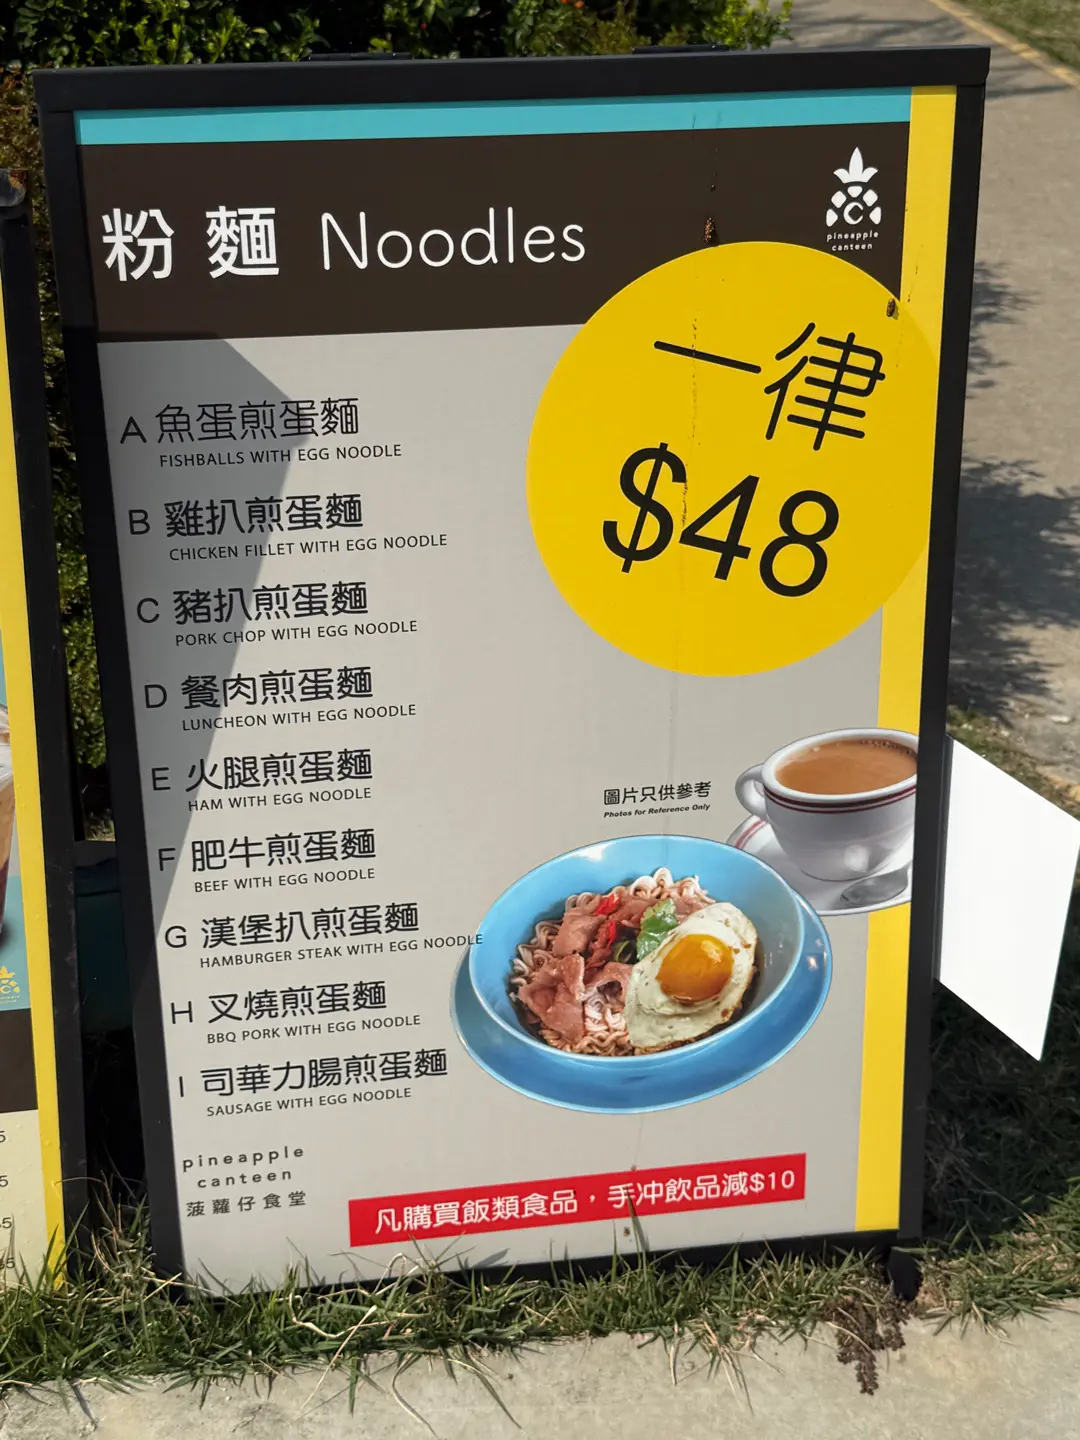 粉麵 Noodles
pineapple
canteen
一律
$48
A 魚蛋煎蛋麵
FISHBALLS WITH EGG NOODLE
B 雞扒煎蛋麵
CHICKEN FILLET WITH EGG NOODLE
C 豬扒煎蛋麵
PORK CHOP WITH EGG NOODLE
D 餐肉煎蛋麵
LUNCHEON WITH EGG NOODLE
E 火腿煎蛋麵
HAM WITH EGG NOODLE
F 肥牛煎蛋麵
BEEF WITH EGG NOODLE
G 漢堡扒煎蛋麵
HAMBURGER STEAK WITH EGG NOODLE
H 叉燒煎蛋麵
BBQ PORK WITH EGG NOODLE
I 司華力腸煎蛋麵
SAUSAGE WITH EGG NOODLE
圖片只供參考
Photos for Reference Only
pineapple
canteen
菠蘿仔食堂
凡購買飯類食品，手冲飲品減$10